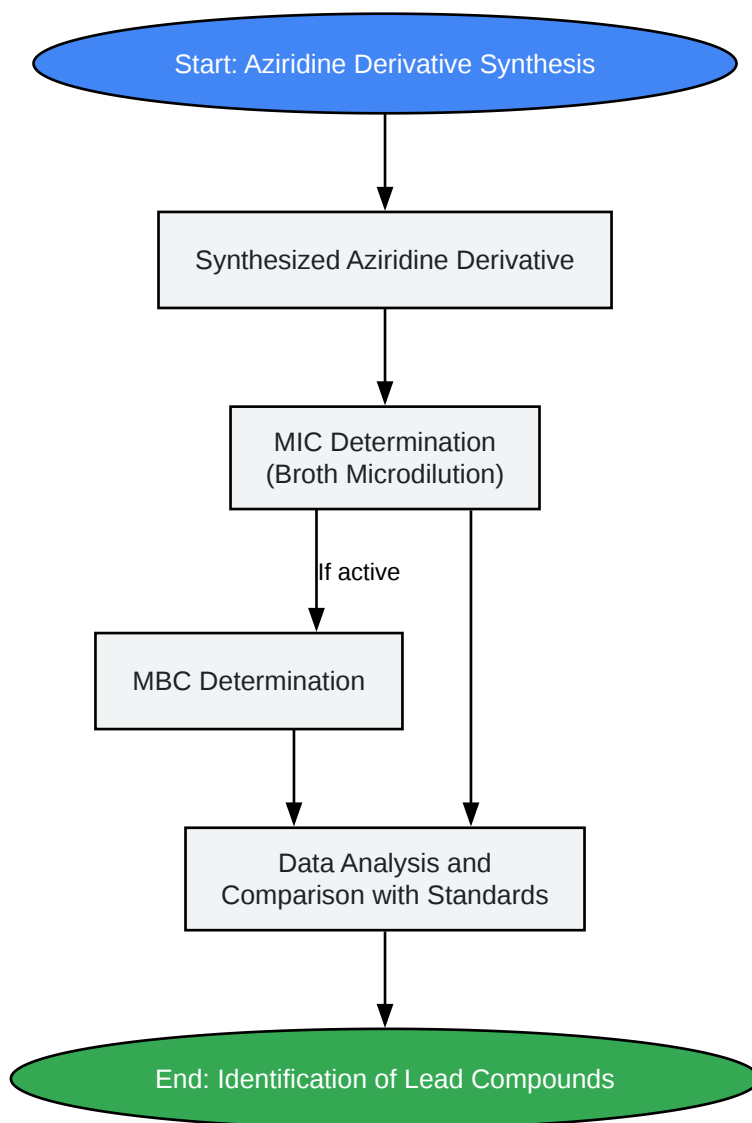 Start: Aziridine Derivative Synthesis
Synthesized Aziridine Derivative
MIC Determination
(Broth Microdilution)
If active
MBC Determination
Data Analysis and
Comparison with Standards
End: Identification of Lead Compounds